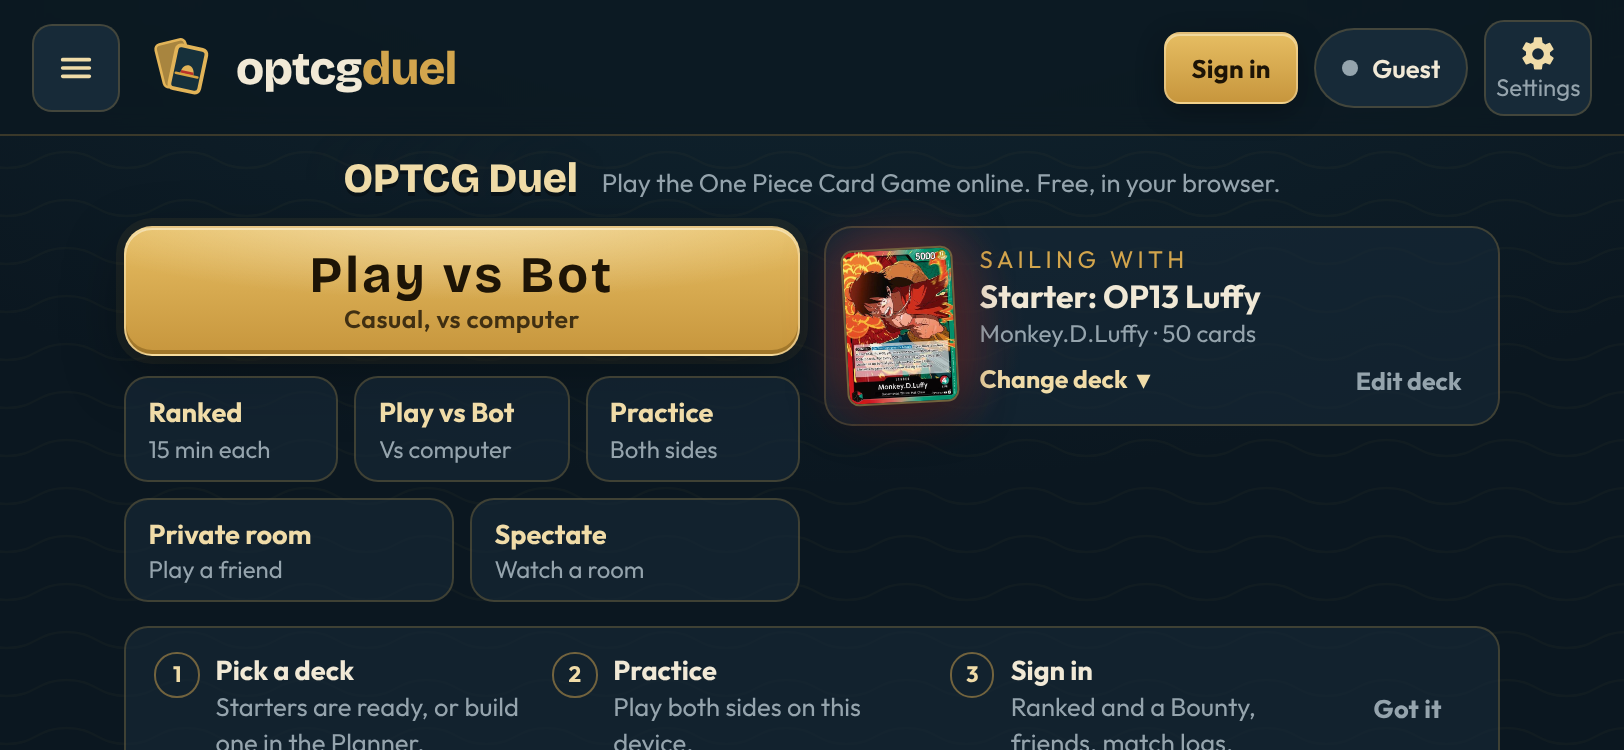 optcgduel
Sign in
Guest
Settings
OPTCG Duel
Play the One Piece Card Game online. Free, in your browser.
Play vs Bot
Casual, vs computer
Ranked
15 min each
Play vs Bot
Vs computer
Practice
Both sides
Private room
Play a friend
Spectate
Watch a room
5000
Monkey.D.Luffy
SAILING WITH
Starter: OP13 Luffy
Monkey.D.Luffy · 50 cards
Change deck ▼
Edit deck
1
Pick a deck
Starters are ready, or build
one in the Planner.
2
Practice
Play both sides on this
device.
3
Sign in
Ranked and a Bounty,
friends, match logs.
Got it